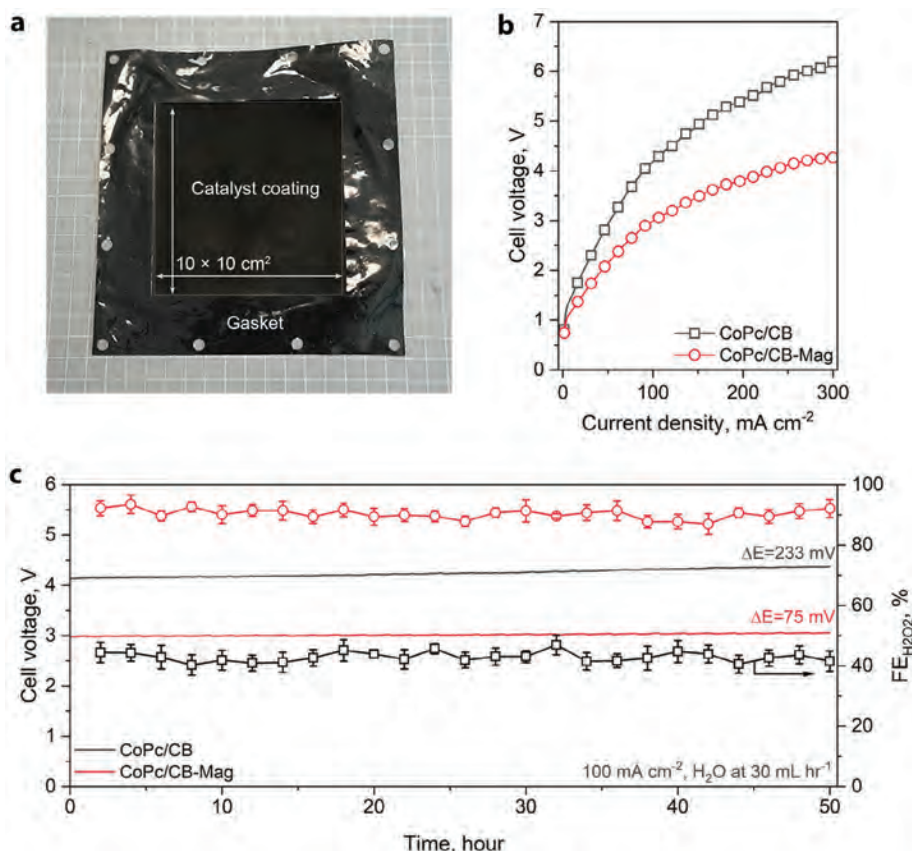 a
Catalyst coating
10 × 10 cm²
Gasket
b
7
6
5
4
3
2
1
0
Cell voltage, V
0 100 200 300
Current density, mA cm⁻²
CoPc/CB
CoPc/CB-Mag
c
6
5
4
3
2
1
0
Cell voltage, V
100
80
60
40
20
0
FE_H2O2, %
ΔE=233 mV
ΔE=75 mV
CoPc/CB
CoPc/CB-Mag
100 mA cm⁻², H₂O at 30 mL hr⁻¹
0 10 20 30 40 50
Time, hour